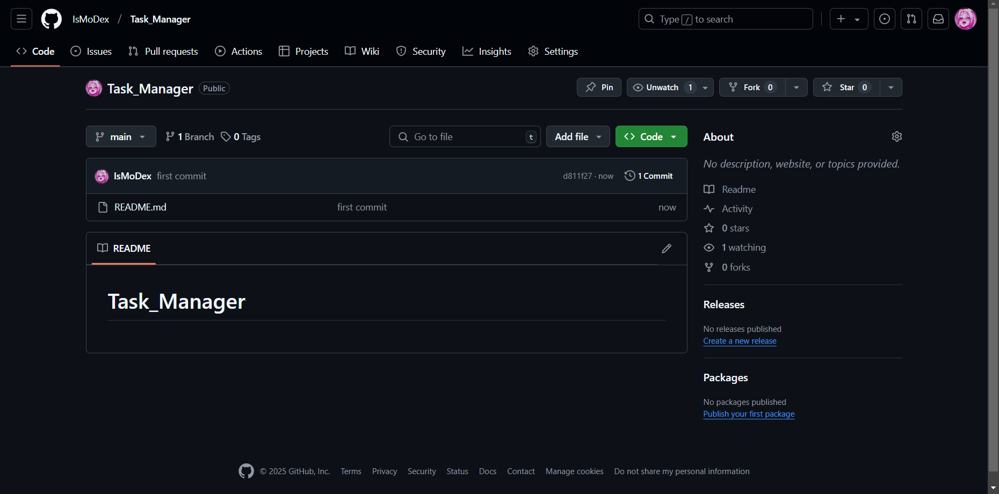 IsMoDex / Task_Manager
Type / to search
Code Issues Pull requests Actions Projects Wiki Security Insights Settings
Task_Manager Public
Pin Unwatch 1 Fork 0 Star 0
main 1 Branch 0 Tags Go to file t Add file Code
IsMoDex first commit d811f27 · now 1 Commit
README.md first commit now
README
Task_Manager
About
No description, website, or topics provided.
Readme
Activity
0 stars
1 watching
0 forks
Releases
No releases published
Create a new release
Packages
No packages published
Publish your first package
© 2025 GitHub, Inc. Terms Privacy Security Status Docs Contact Manage cookies Do not share my personal information